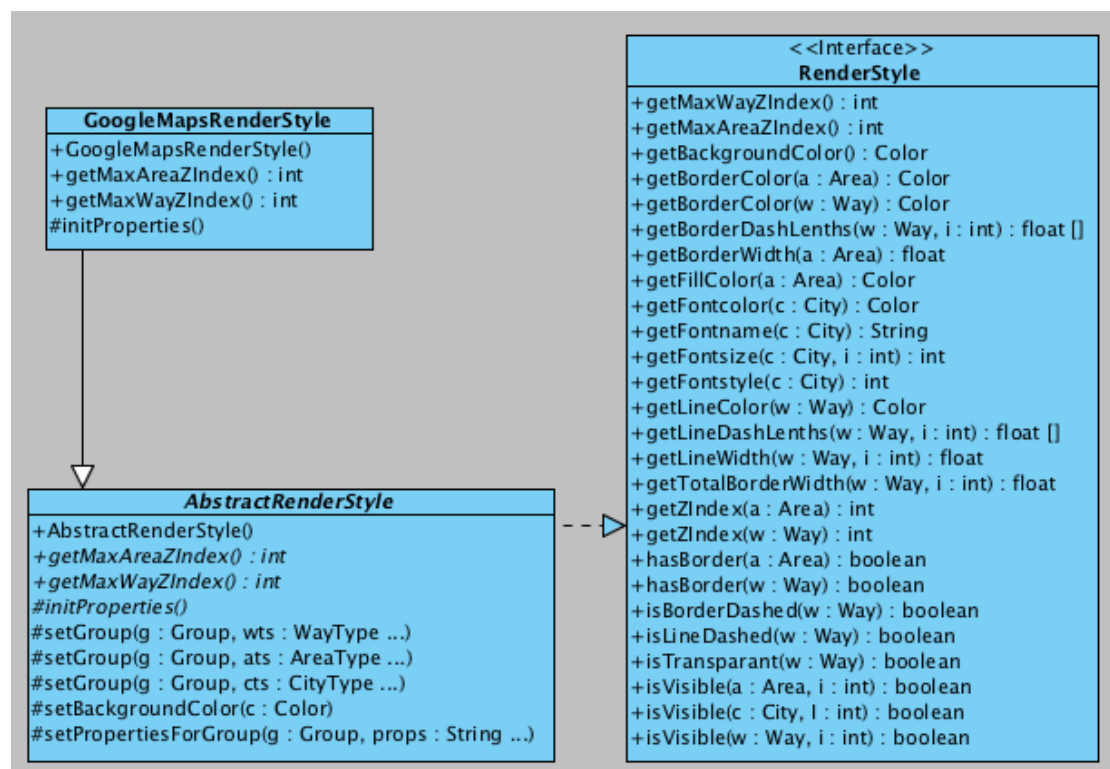 GoogleMapsRenderStyle
+GoogleMapsRenderStyle()
+getMaxAreaZIndex() : int
+getMaxWayZIndex() : int
#initProperties()
AbstractRenderStyle
+AbstractRenderStyle()
+getMaxAreaZIndex() : int
+getMaxWayZIndex() : int
#initProperties()
#setGroup(g : Group, wts : WayType ...)
#setGroup(g : Group, ats : AreaType ...)
#setGroup(g : Group, cts : CityType ...)
#setBackgroundColor(c : Color)
#setPropertiesForGroup(g : Group, props : String ...)
<<Interface>>
RenderStyle
+getMaxWayZIndex() : int
+getMaxAreaZIndex() : int
+getBackgroundColor() : Color
+getBorderColor(a : Area) : Color
+getBorderColor(w : Way) : Color
+getBorderDashLenths(w : Way, i : int) : float []
+getBorderWidth(a : Area) : float
+getFillColor(a : Area) : Color
+getFontcolor(c : City) : Color
+getFontname(c : City) : String
+getFontsize(c : City, i : int) : int
+getFontstyle(c : City) : int
+getLineColor(w : Way) : Color
+getLineDashLenths(w : Way, i : int) : float []
+getLineWidth(w : Way, i : int) : float
+getTotalBorderWidth(w : Way, i : int) : float
+getZIndex(a : Area) : int
+getZIndex(w : Way) : int
+hasBorder(a : Area) : boolean
+hasBorder(w : Way) : boolean
+isBorderDashed(w : Way) : boolean
+isLineDashed(w : Way) : boolean
+isTransparant(w : Way) : boolean
+isVisible(a : Area, i : int) : boolean
+isVisible(c : City, I : int) : boolean
+isVisible(w : Way, i : int) : boolean